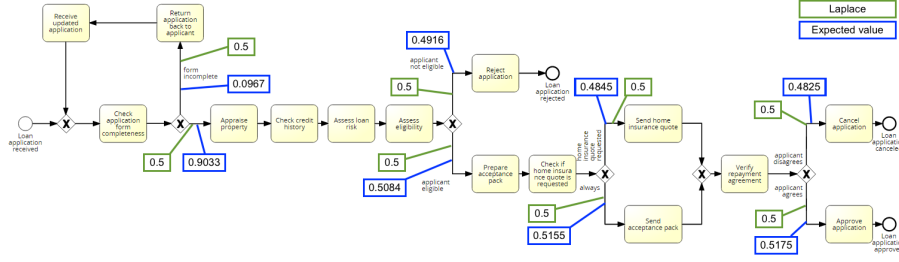 Laplace
Expected value
Receive
updated
application
Return
application
back to
applicant
0.5
form
incomplete
0.0967
0.4916
applicant
not eligible
Reject
application
Loan
application
rejected
0.5
0.4845
0.5
0.4825
0.5
Loan
application
received
Check
application
form
completeness
Appraise
property
Check credit
history
Assess loan
risk
Assess
eligibility
home
insurance
quote
requested
Send home
insurance quote
Cancel
application
Loan
application
canceled
0.5
0.9033
0.5
0.5084
applicant
eligible
Prepare
acceptance
pack
Check if
home insura
nce quote is
requested
always
Verify
repayment
agreement
applicant
disagrees
applicant
agrees
0.5
0.5155
Send
acceptance pack
0.5
0.5175
Approve
application
Loan
application
approve